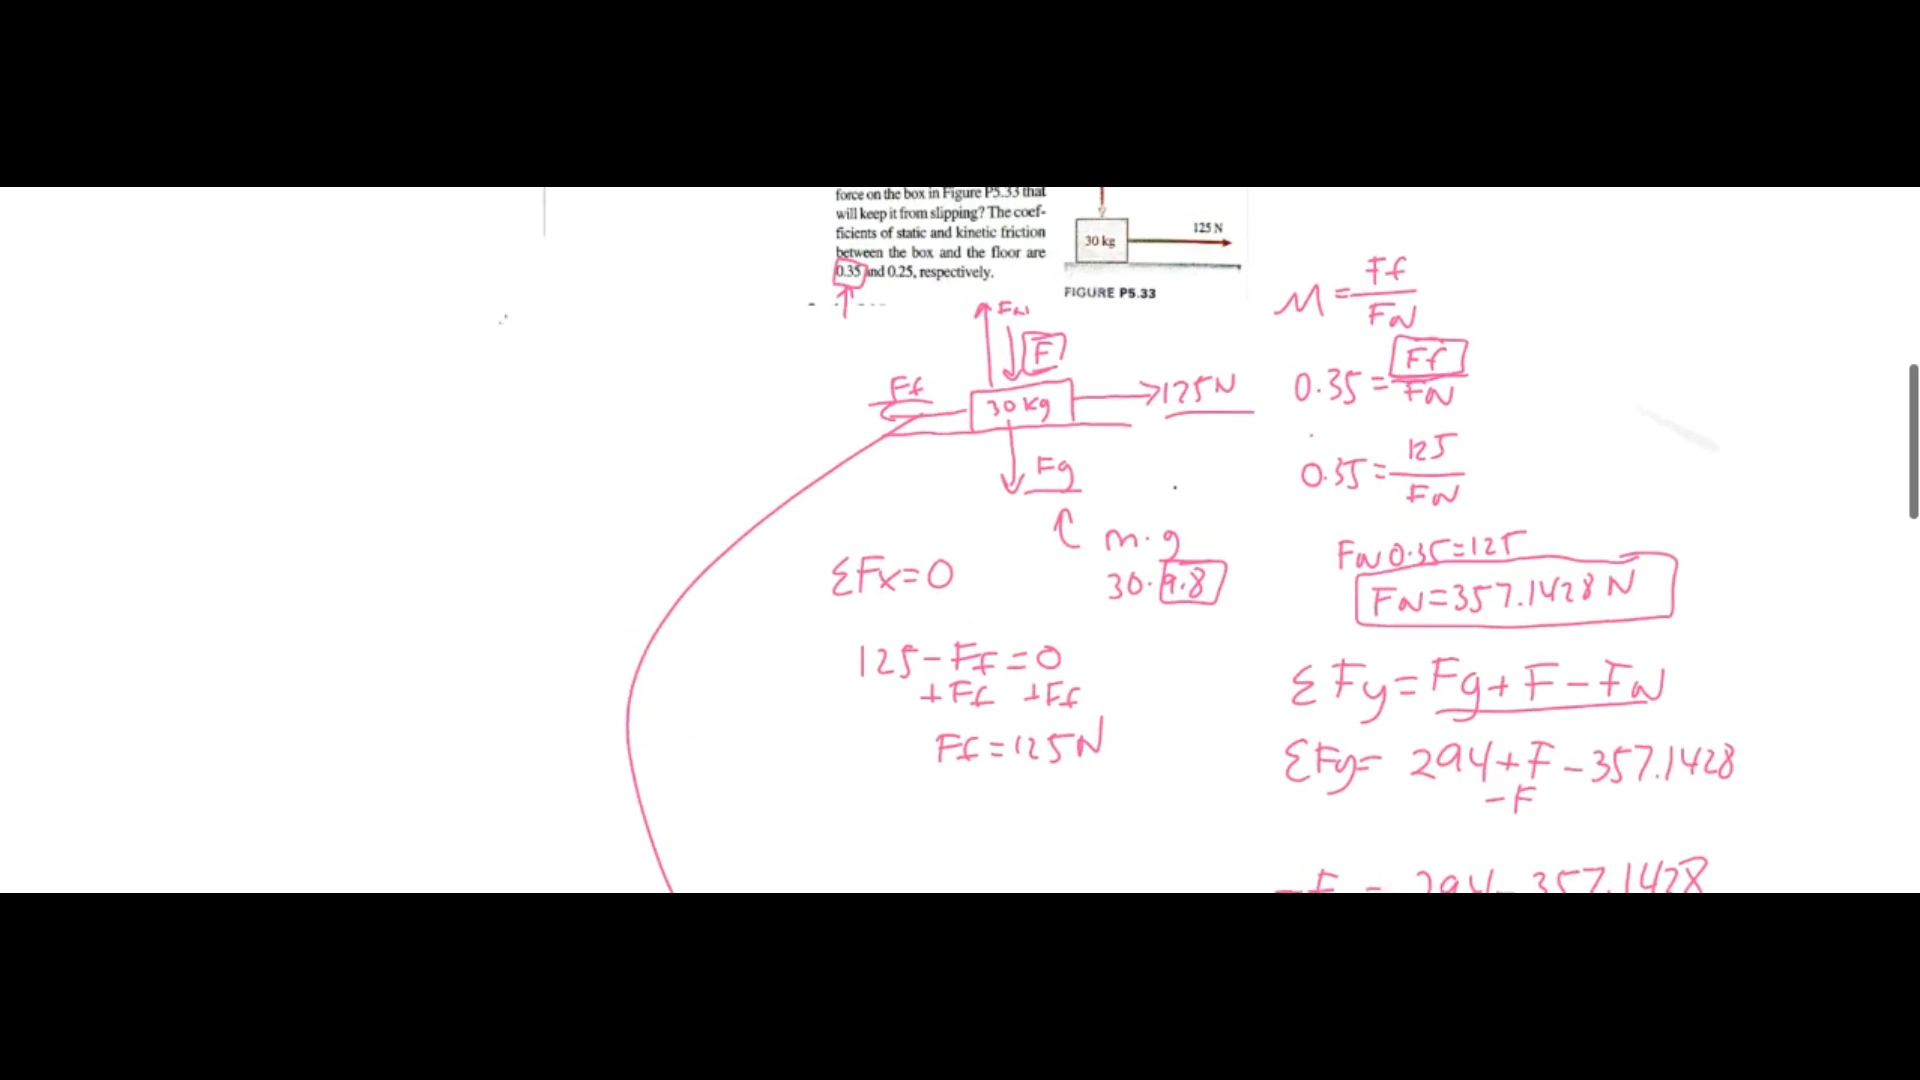 force on the box in Figure P5.33 that
will keep it from slipping? The coef-
ficients of static and kinetic friction
between the box and the floor are
0.35 and 0.25, respectively.
30 kg
125 N
FIGURE P5.33
FN
F
Ff
30 kg
125N
Fg
m·g
30·9.8
ΣFx=0
125-Ff=0
+Ff +Ff
Ff=125N
M=Ff/FN
0.35=Ff/FN
0.35=125/FN
FN0.35=125
FN=357.1428 N
ΣFy=Fg+F-FN
ΣFy= 294+F-357.1428
-F
-F = 294-357.1428